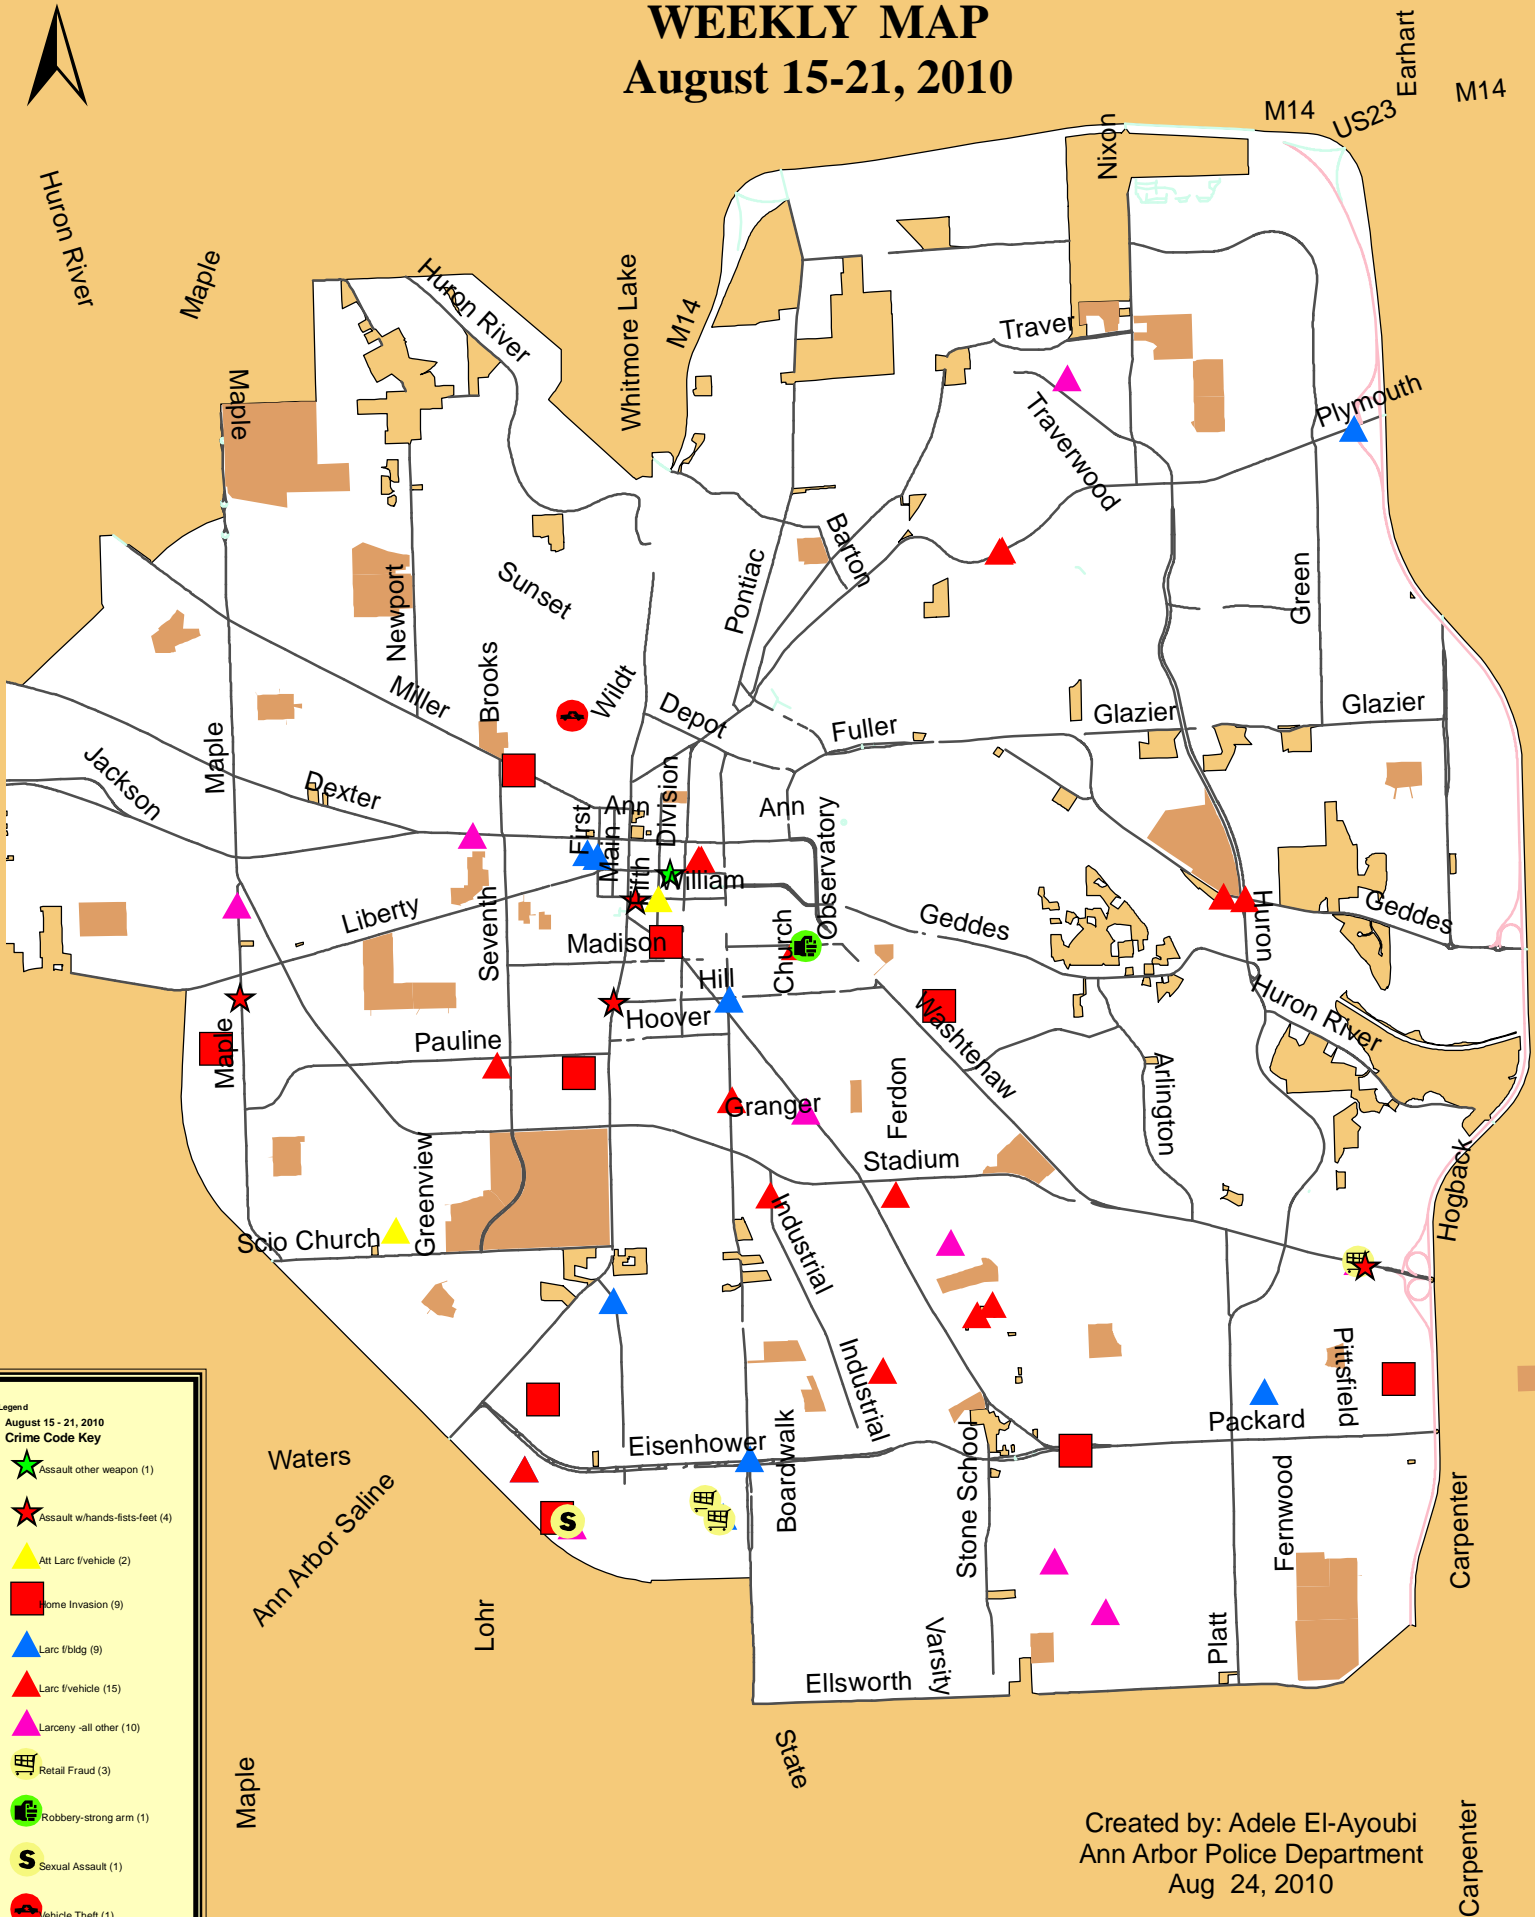 WEEKLY MAP
August 15-21, 2010
Earhart
M14
M14
US23
Nixon
Huron River
Maple
Whitmore Lake
Huron River
M14
Traver
Maple
Plymouth
Traverwood
Barton
Sunset
Pontiac
Green
Newport
Brooks
Miller
Wildt
Depot
Fuller
Glazier
Glazier
Maple
Jackson
Dexter
Division
Ann
Ann
First
Main
Observatory
Fifth
William
Liberty
Seventh
Madison
Church
Geddes
Huron
Geddes
Hill
Hoover
Washtenaw
Huron River
Pauline
Maple
Granger
Ferdon
Arlington
Stadium
Greenview
Scio Church
Industrial
Hogback
Industrial
Pittsfield
Packard
Eisenhower
Boardwalk
Stone School
Fernwood
Waters
Ann Arbor Saline
Carpenter
Lohr
Varsity
Platt
Ellsworth
State
Maple
Carpenter
Legend
August 15 - 21, 2010
Crime Code Key
Assault other weapon (1)
Assault w/hands-fists-feet (4)
Att Larc f/vehicle (2)
Home Invasion (9)
Larc f/bldg (9)
Larc f/vehicle (15)
Larceny -all other (10)
Retail Fraud (3)
Robbery-strong arm (1)
S Sexual Assault (1)
Vehicle Theft (1)
S
Created by: Adele El-Ayoubi
Ann Arbor Police Department
Aug 24, 2010